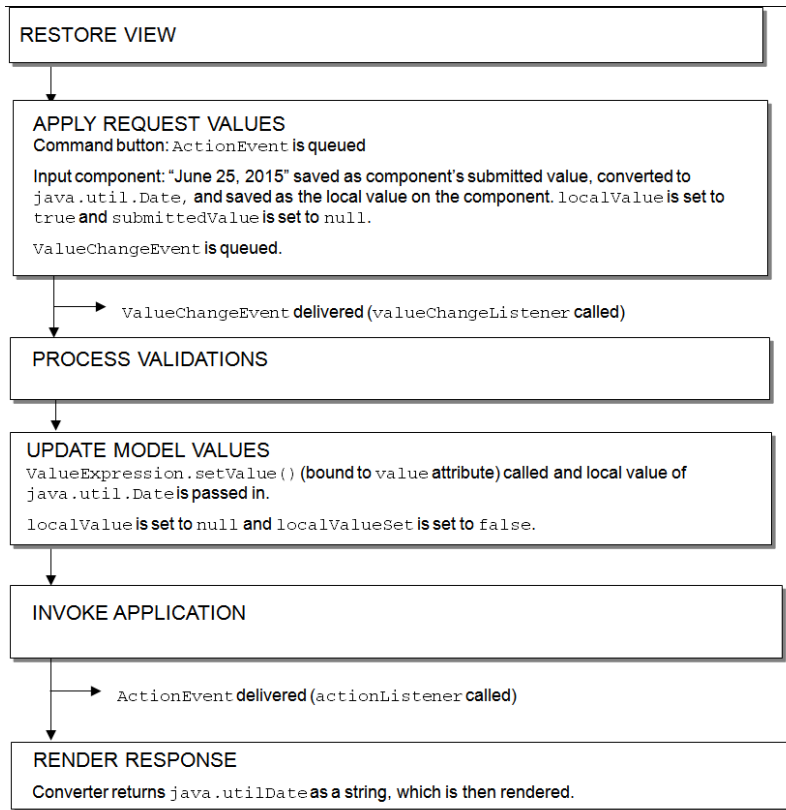 RESTORE VIEW
APPLY REQUEST VALUES
Command button: ActionEvent is queued
Input component: “June 25, 2015” saved as component’s submitted value, converted to
java.util.Date, and saved as the local value on the component. localValue is set to
true and submittedValue is set to null.
ValueChangeEvent is queued.
ValueChangeEvent delivered (valueChangeListener called)
PROCESS VALIDATIONS
UPDATE MODEL VALUES
ValueExpression.setValue() (bound to value attribute) called and local value of
java.util.Date is passed in.
localValue is set to null and localValueSet is set to false.
INVOKE APPLICATION
ActionEvent delivered (actionListener called)
RENDER RESPONSE
Converter returns java.utilDate as a string, which is then rendered.